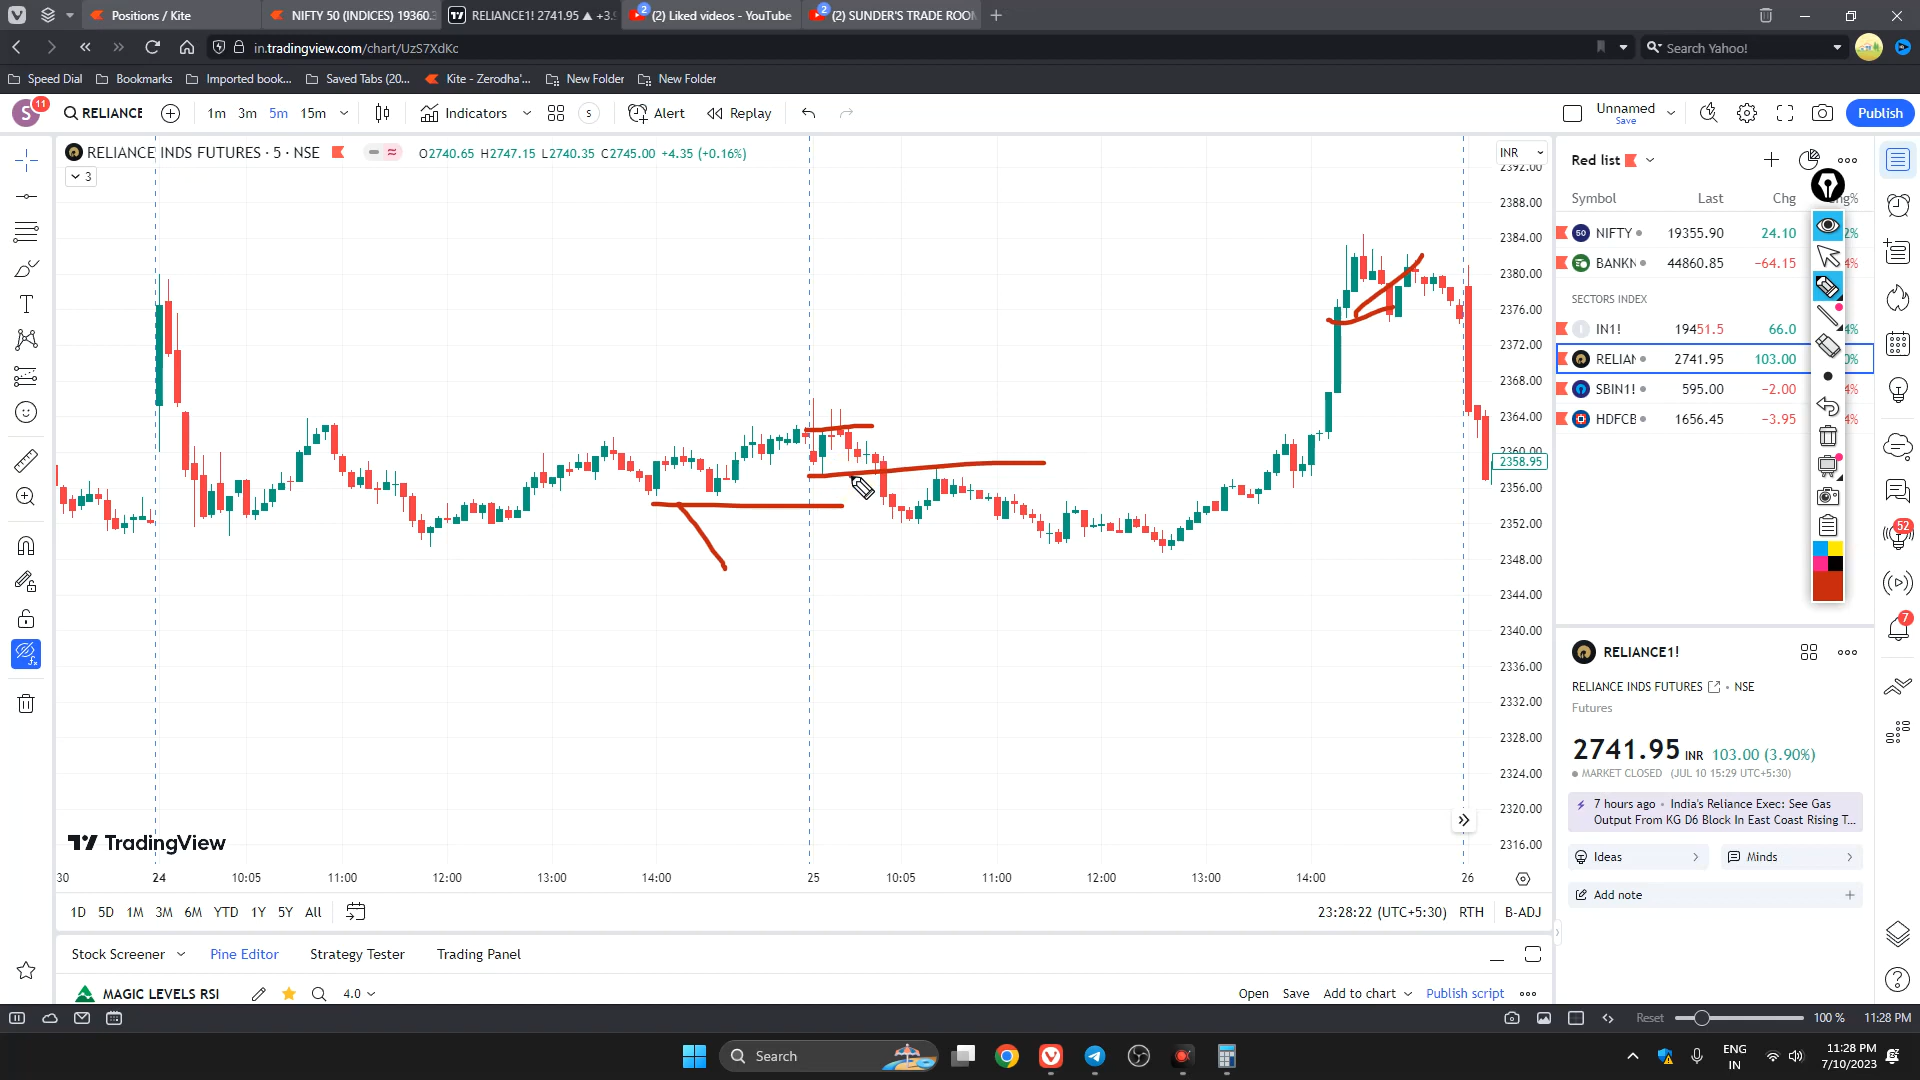 Positions / Kite
NIFTY 50 (INDICES) 19360.3
RELIANCE1! 2741.95 ▲ +3.9
2
(2) Liked videos - YouTube
2
(2) SUNDER'S TRADE ROOM
in.tradingview.com/chart/UzS7XdKc
Search Yahoo!
Speed Dial
Bookmarks
Imported book...
Saved Tabs (20...
Kite - Zerodha'...
New Folder
New Folder
S
11
RELIANCE
1m
3m
5m
15m
Indicators
S
Alert
Replay
Unnamed
Save
Publish
RELIANCE INDS FUTURES · 5 · NSE
O2740.65 H2747.15 L2740.35 C2745.00 +4.35 (+0.16%)
3
INR
2392.00
2388.00
2384.00
2380.00
2376.00
2372.00
2368.00
2364.00
2360.00
2358.95
2356.00
2352.00
2348.00
2344.00
2340.00
2336.00
2332.00
2328.00
2324.00
2320.00
2316.00
TradingView
30
24
10:05
11:00
12:00
13:00
14:00
25
10:05
11:00
12:00
13:00
14:00
26
1D
5D
1M
3M
6M
YTD
1Y
5Y
All
23:28:22 (UTC+5:30)
RTH
B-ADJ
Stock Screener
Pine Editor
Strategy Tester
Trading Panel
MAGIC LEVELS RSI
4.0
Open
Save
Add to chart
Publish script
Red list
Symbol
Last
Chg
50
NIFTY
19355.90
24.10
BANKN
44860.85
−64.15
SECTORS INDEX
I
IN1!
19451.5
66.0
RELIAN
2741.95
103.00
SBIN1!
595.00
−2.00
HDFCB
1656.45
−3.95
RELIANCE1!
RELIANCE INDS FUTURES
• NSE
Futures
2741.95 INR 103.00 (3.90%)
MARKET CLOSED (JUL 10 15:29 UTC+5:30)
7 hours ago • India's Reliance Exec: See Gas
Output From KG D6 Block In East Coast Rising T...
Ideas
Minds
Add note
52
7
Reset
100 %
11:28 PM
Search
ENG
IN
11:28 PM
7/10/2023